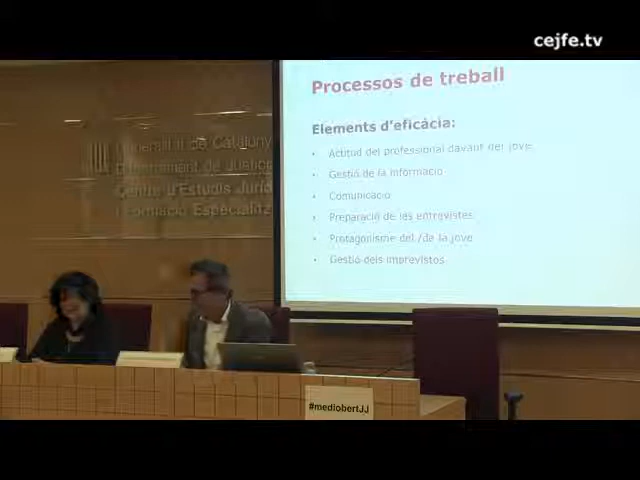 cejfe.tv
Processos de treball
Elements d'eficàcia:
• Actitud del professional davant del jove
• Gestió de la informació
• Comunicació
• Preparació de les entrevistes
• Protagonisme del /de la jove
• Gestió dels imprevistos
Generalitat de Catalunya
Departament de Justícia
Centre d'Estudis Juríd
i Formació Especialitz
#mediobertJJ